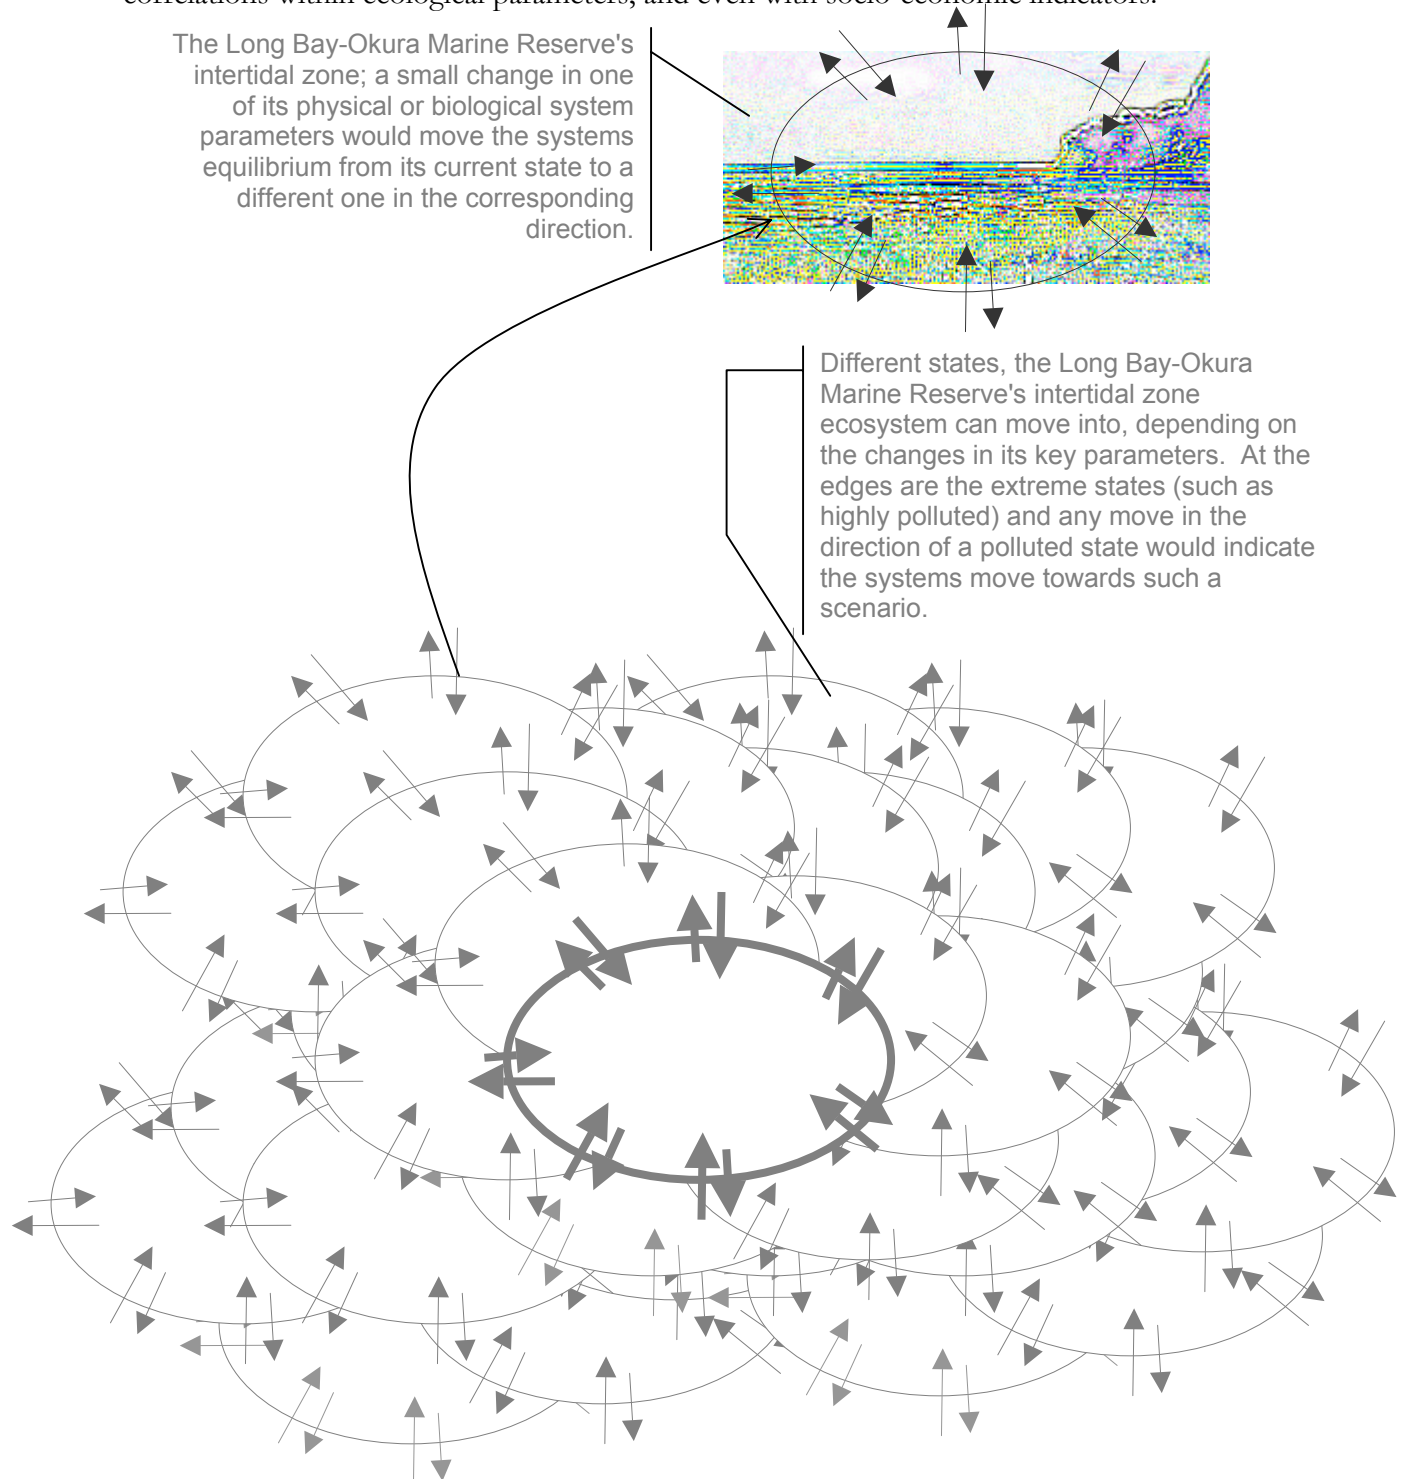 correlations within ecological parameters, and even with socio-economic indicators.
The Long Bay-Okura Marine Reserve's
intertidal zone; a small change in one
of its physical or biological system
parameters would move the systems
equilibrium from its current state to a
different one in the corresponding
direction.
Different states, the Long Bay-Okura
Marine Reserve's intertidal zone
ecosystem can move into, depending on
the changes in its key parameters.  At the
edges are the extreme states (such as
highly polluted) and any move in the
direction of a polluted state would indicate
the systems move towards such a
scenario.